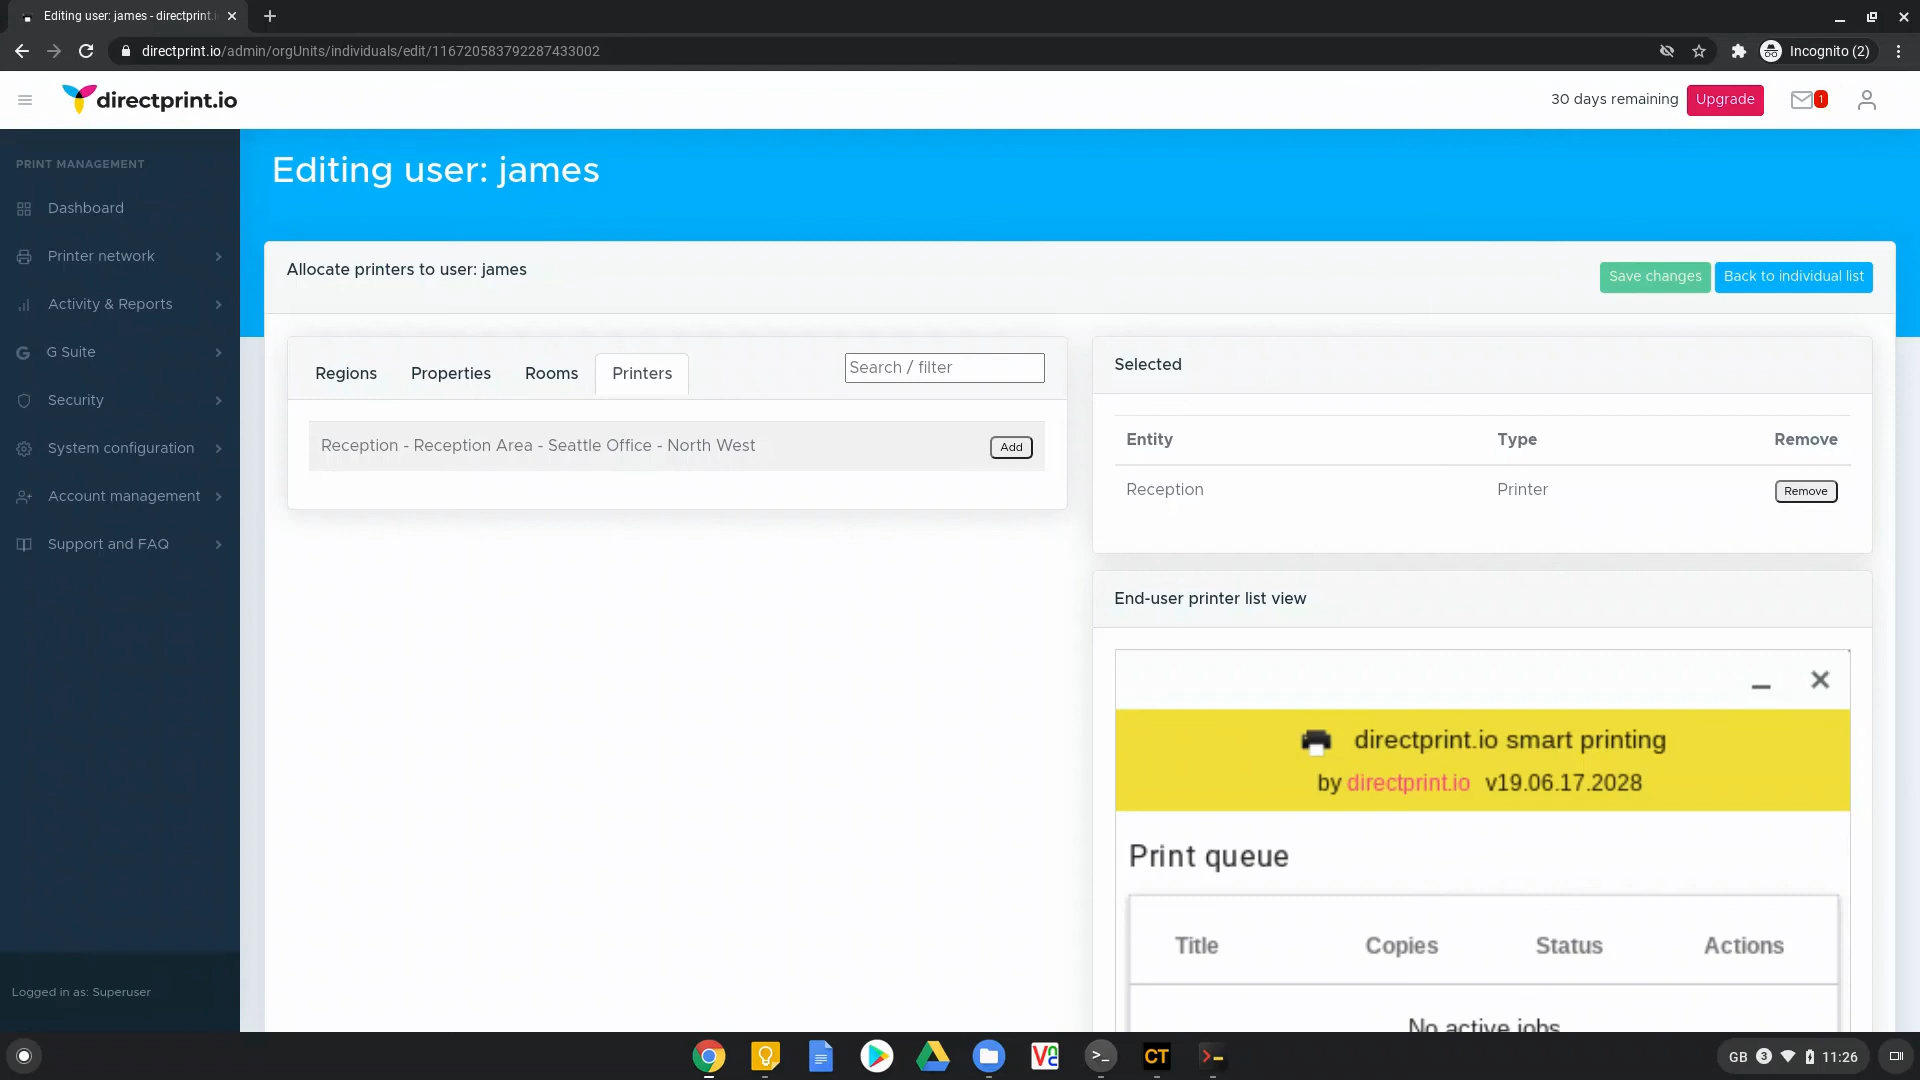 Editing user: james - directprint.i
directprint.io/admin/orgUnits/individuals/edit/116720583792287433002
Incognito (2)
directprint.io
30 days remaining
Upgrade
1
PRINT MANAGEMENT
Dashboard
Printer network
Activity & Reports
G Suite
Security
System configuration
Account management
Support and FAQ
Logged in as: Superuser
Editing user: james
Allocate printers to user: james
Save changes
Back to individual list
Regions
Properties
Rooms
Printers
Search / filter
Reception - Reception Area - Seattle Office - North West
Add
Selected
Entity
Type
Remove
Reception
Printer
Remove
End-user printer list view
directprint.io smart printing
by directprint.io v19.06.17.2028
Print queue
Title
Copies
Status
Actions
No active jobs
CT
GB
3
11:26